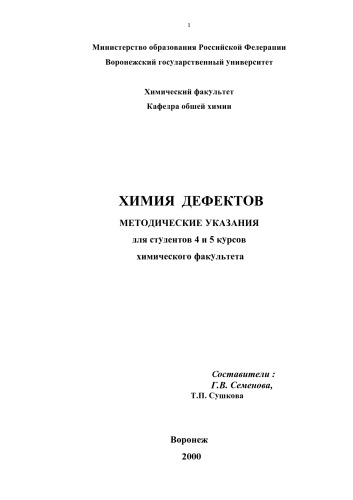 1
Министерство образования Российской Федерации
Воронежский государственный университет
Химический факультет
Кафедра общей химии
ХИМИЯ ДЕФЕКТОВ
МЕТОДИЧЕСКИЕ УКАЗАНИЯ
для студентов 4 и 5 курсов
химического факультета
Составители :
Г.В. Семенова,
Т.П. Сушкова
Воронеж
2000